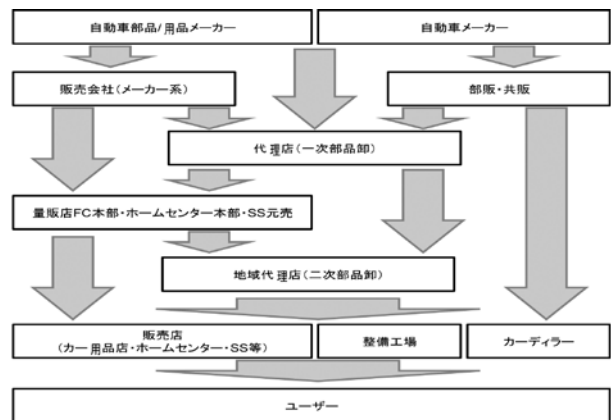 自動車部品/用品メーカー
自動車メーカー
販売会社(メーカー系)
部販・共販
代理店(一次部品卸)
量販店FC本部・ホームセンター本部・SS元売
地域代理店(二次部品卸)
販売店
(カー用品店・ホームセンター・SS等)
整備工場
カーディラー
ユーザー